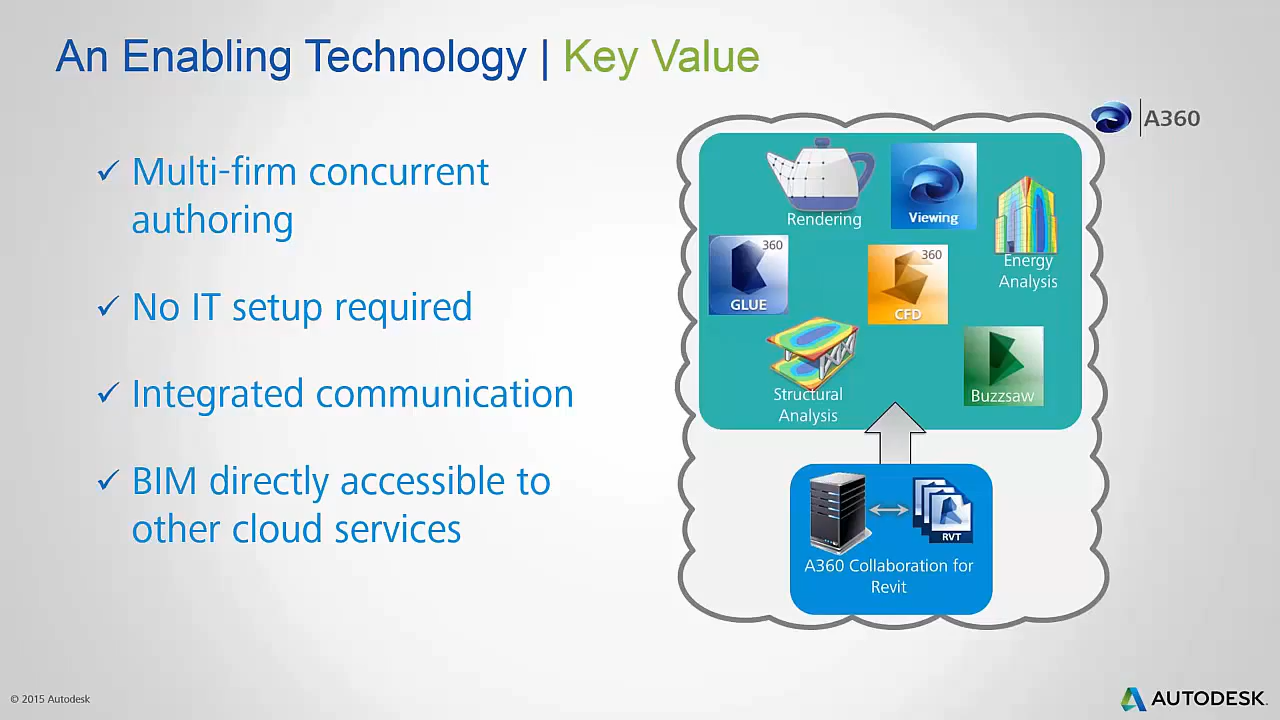 An Enabling Technology | Key Value
✓ Multi-firm concurrent
authoring
✓ No IT setup required
✓ Integrated communication
✓ BIM directly accessible to
other cloud services
A360
Rendering
Viewing
Energy
Analysis
360
GLUE
360
CFD
Structural
Analysis
Buzzsaw
RVT
A360 Collaboration for
Revit
© 2015 Autodesk
AUTODESK.